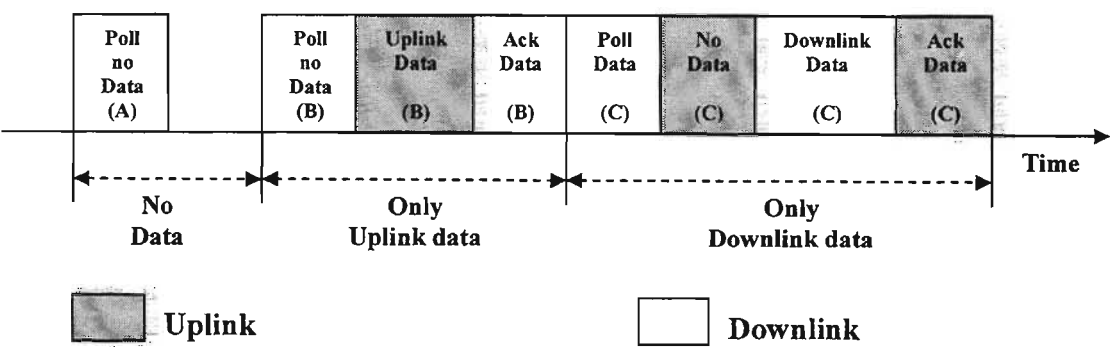 Poll
no
Data
(A)
Poll
no
Data
(B)
Uplink
Data
(B)
Ack
Data
(B)
Poll
Data
(C)
No
Data
(C)
Downlink
Data
(C)
Ack
Data
(C)
Time
No
Data
Only
Uplink data
Only
Downlink data
Uplink
Downlink